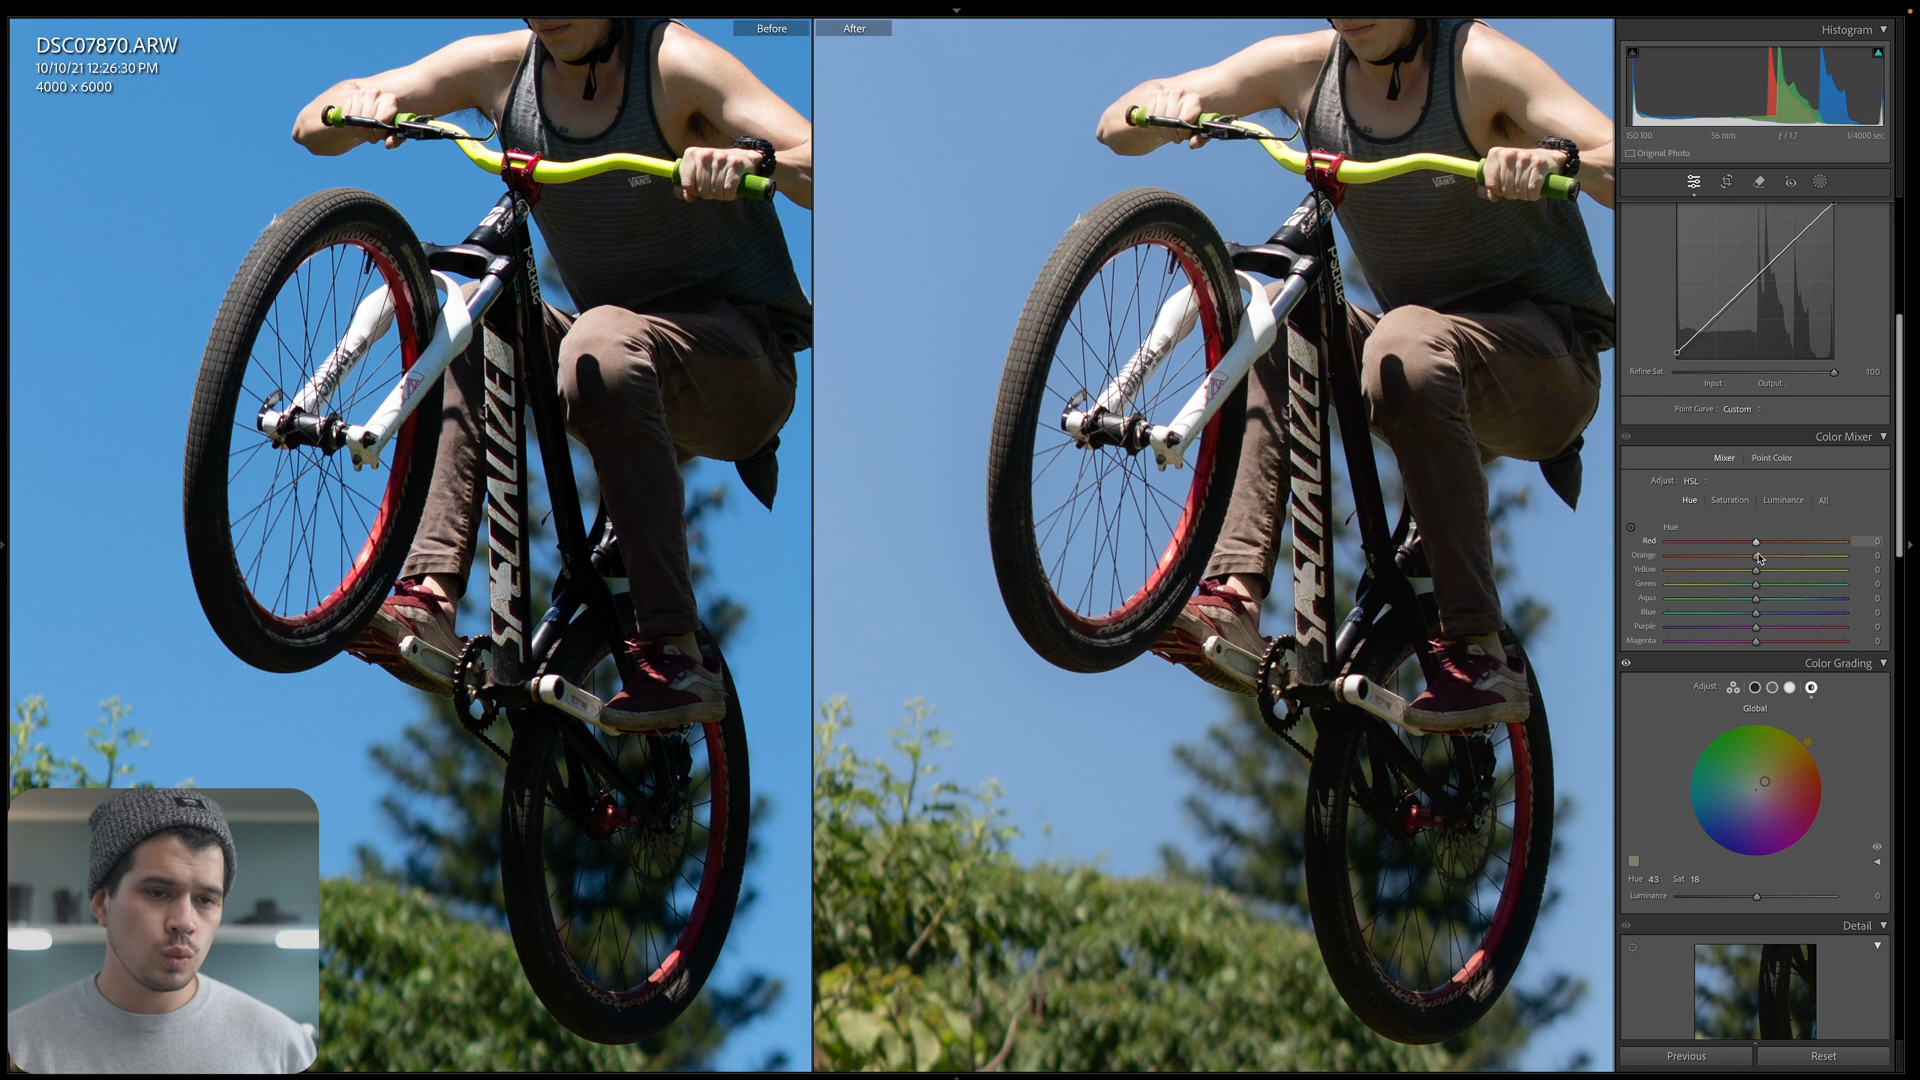 DSC07870.ARW
10/10/21 12:26:30 PM
4000 x 6000
Before
After
VANS
SPECIALIZED
VANS
SPECIALIZED
Histogram
ISO 100 56 mm ƒ / 1.7 1/4000 sec
Original Photo
Refine Sat. 100
Input : Output :
Point Curve : Custom
Color Mixer
Mixer Point Color
Adjust : HSL
Hue Saturation Luminance All
Hue
Red 0
Orange 0
Yellow 0
Green 0
Aqua 0
Blue 0
Purple 0
Magenta 0
Color Grading
Adjust :
Global
Hue 43 Sat 18
Luminance 0
Detail
Previous Reset